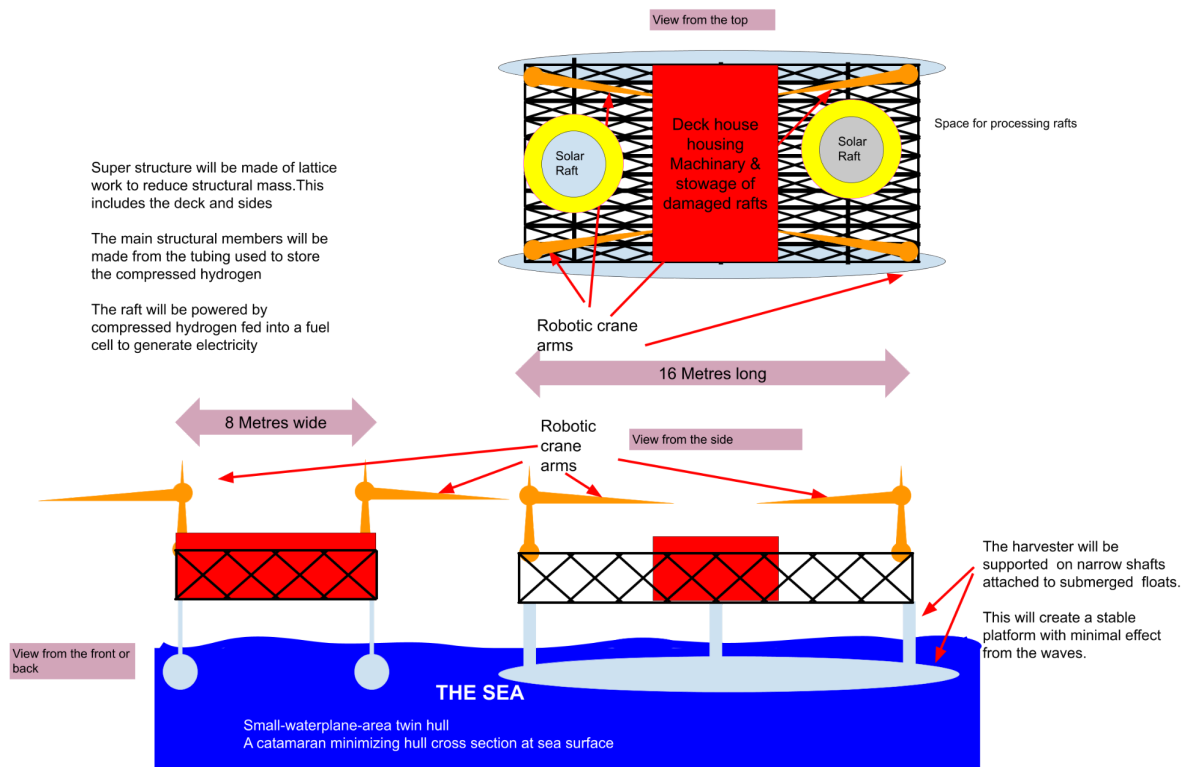 View from the top
Deck house
housing
Machinary &
stowage of
damaged rafts
Solar
Raft
Solar
Raft
Space for processing rafts
Super structure will be made of lattice
work to reduce structural mass.This
includes the deck and sides
The main structural members will be
made from the tubing used to store
the compressed hydrogen
The raft will be powered by
compressed hydrogen fed into a fuel
cell to generate electricity
Robotic crane
arms
16 Metres long
8 Metres wide
Robotic
crane
arms
View from the side
The harvester will be
supported on narrow shafts
attached to submerged floats.
This will create a stable
platform with minimal effect
from the waves.
View from the front or
back
THE SEA
Small-waterplane-area twin hull
A catamaran minimizing hull cross section at sea surface